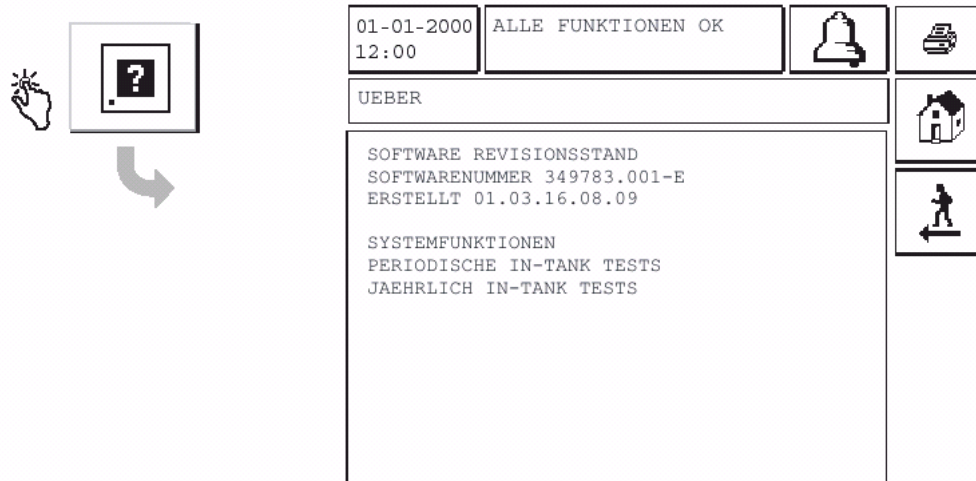 01-01-2000
12:00
ALLE FUNKTIONEN OK
?
UEBER
SOFTWARE REVISIONSSTAND
SOFTWARENUMMER 349783.001-E
ERSTELLT 01.03.16.08.09
SYSTEMFUNKTIONEN
PERIODISCHE IN-TANK TESTS
JAEHRLICH IN-TANK TESTS